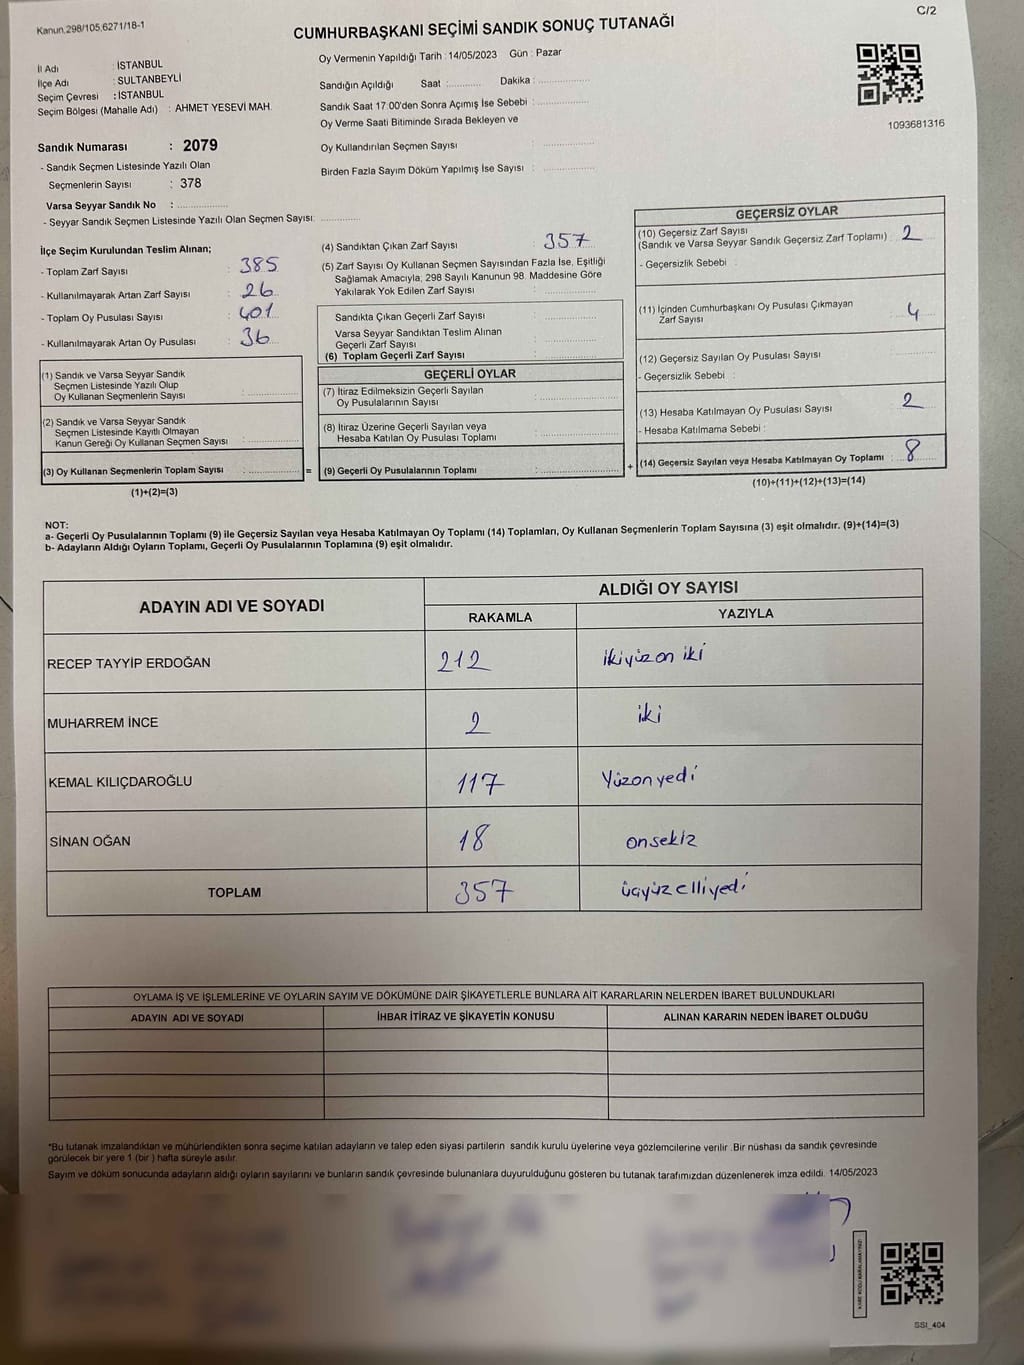 Kanun.298/105,6271/18-1
C/2
CUMHURBAŞKANI SEÇİMİ SANDIK SONUÇ TUTANAĞI
İl Adı : İSTANBUL
İlçe Adı : SULTANBEYLİ
Seçim Çevresi : İSTANBUL
Seçim Bölgesi (Mahalle Adı) : AHMET YESEVİ MAH.
Sandık Numarası : 2079
- Sandık Seçmen Listesinde Yazılı Olan
Seçmenlerin Sayısı : 378
Varsa Seyyar Sandık No :
- Seyyar Sandık Seçmen Listesinde Yazılı Olan Seçmen Sayısı:
Oy Vermenin Yapıldığı Tarih : 14/05/2023 Gün : Pazar
Sandığın Açıldığı Saat : Dakika :
Sandık Saat 17:00'den Sonra Açımış İse Sebebi :
Oy Verme Saati Bitiminde Sırada Bekleyen ve
Oy Kullandırılan Seçmen Sayısı :
Birden Fazla Sayım Döküm Yapılmış İse Sayısı :
1093681316
İlçe Seçim Kurulundan Teslim Alınan;
- Toplam Zarf Sayısı : 385
- Kullanılmayarak Artan Zarf Sayısı : 26
- Toplam Oy Pusulası Sayısı : 401
- Kullanılmayarak Artan Oy Pusulası : 36
(1) Sandık ve Varsa Seyyar Sandık
Seçmen Listesinde Yazılı Olup
Oy Kullanan Seçmenlerin Sayısı :
(2) Sandık ve Varsa Seyyar Sandık
Seçmen Listesinde Kayıtlı Olmayan
Kanun Gereği Oy Kullanan Seçmen Sayısı :
(3) Oy Kullanan Seçmenlerin Toplam Sayısı :
(1)+(2)=(3)
(4) Sandıktan Çıkan Zarf Sayısı : 357
(5) Zarf Sayısı Oy Kullanan Seçmen Sayısından Fazla İse, Eşitliği
Sağlamak Amacıyla; 298 Sayılı Kanunun 98. Maddesine Göre
Yakılarak Yok Edilen Zarf Sayısı :
Sandıkta Çıkan Geçerli Zarf Sayısı :
Varsa Seyyar Sandıktan Teslim Alınan
Geçerli Zarf Sayısı :
(6) Toplam Geçerli Zarf Sayısı :
GEÇERLİ OYLAR
(7) İtiraz Edilmeksizin Geçerli Sayılan
Oy Pusulalarının Sayısı :
(8) İtiraz Üzerine Geçerli Sayılan veya
Hesaba Katılan Oy Pusulası Toplamı :
= (9) Geçerli Oy Pusulalarının Toplamı : +
GEÇERSİZ OYLAR
(10) Geçersiz Zarf Sayısı
(Sandık ve Varsa Seyyar Sandık Geçersiz Zarf Toplamı) : 2
- Geçersizlik Sebebi :
(11) İçinden Cumhurbaşkanı Oy Pusulası Çıkmayan
Zarf Sayısı : 4
(12) Geçersiz Sayılan Oy Pusulası Sayısı :
- Geçersizlik Sebebi :
(13) Hesaba Katılmayan Oy Pusulası Sayısı : 2
- Hesaba Katılmama Sebebi :
(14) Geçersiz Sayılan veya Hesaba Katılmayan Oy Toplamı : 8
(10)+(11)+(12)+(13)=(14)
NOT:
a- Geçerli Oy Pusulalarının Toplamı (9) ile Geçersiz Sayılan veya Hesaba Katılmayan Oy Toplamı (14) Toplamları, Oy Kullanan Seçmenlerin Toplam Sayısına (3) eşit olmalıdır. (9)+(14)=(3)
b- Adayların Aldığı Oyların Toplamı, Geçerli Oy Pusulalarının Toplamına (9) eşit olmalıdır.
ADAYIN ADI VE SOYADI
ALDIĞI OY SAYISI
RAKAMLA YAZIYLA
RECEP TAYYİP ERDOĞAN 212 ikiyüz on iki
MUHARREM İNCE 2 iki
KEMAL KILIÇDAROĞLU 117 Yüzonyedi
SİNAN OĞAN 18 onsekiz
TOPLAM 357 üçyüz elliyedi
OYLAMA İŞ VE İŞLEMLERİNE VE OYLARIN SAYIM VE DÖKÜMÜNE DAİR ŞİKAYETLERLE BUNLARA AİT KARARLARIN NELERDEN İBARET BULUNDUKLARI
ADAYIN ADI VE SOYADI İHBAR İTİRAZ VE ŞİKAYETİN KONUSU ALINAN KARARIN NEDEN İBARET OLDUĞU
*Bu tutanak imzalandıktan ve mühürlendikten sonra seçime katılan adayların ve talep eden siyasi partilerin sandık kurulu üyelerine veya gözlemcilerine verilir. Bir nüshası da sandık çevresinde
görülecek bir yere 1 (bir) hafta süreyle asılır.
Sayım ve döküm sonucunda adayların aldığı oyların sayılarını ve bunların sandık çevresinde bulunanlara duyurulduğunu gösteren bu tutanak tarafımızdan düzenlenerek imza edildi. 14/05/2023
KARE KODU KARALAMAYINIZ!
SSI_404